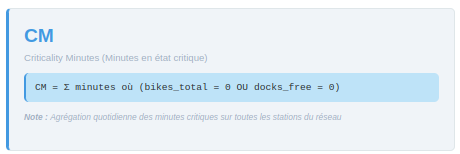 CM
Criticality Minutes (Minutes en état critique)
CM = Σ minutes où (bikes_total = 0 OU docks_free = 0)
Note : Agrégation quotidienne des minutes critiques sur toutes les stations du réseau